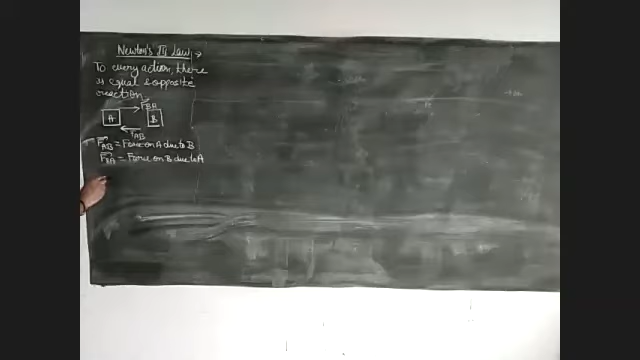 Newton's III Law →
To every action, there
is equal & opposite
reaction.
F_BA
A B
F_AB
F_AB = Force on A due to B
F_BA = Force on B due to A